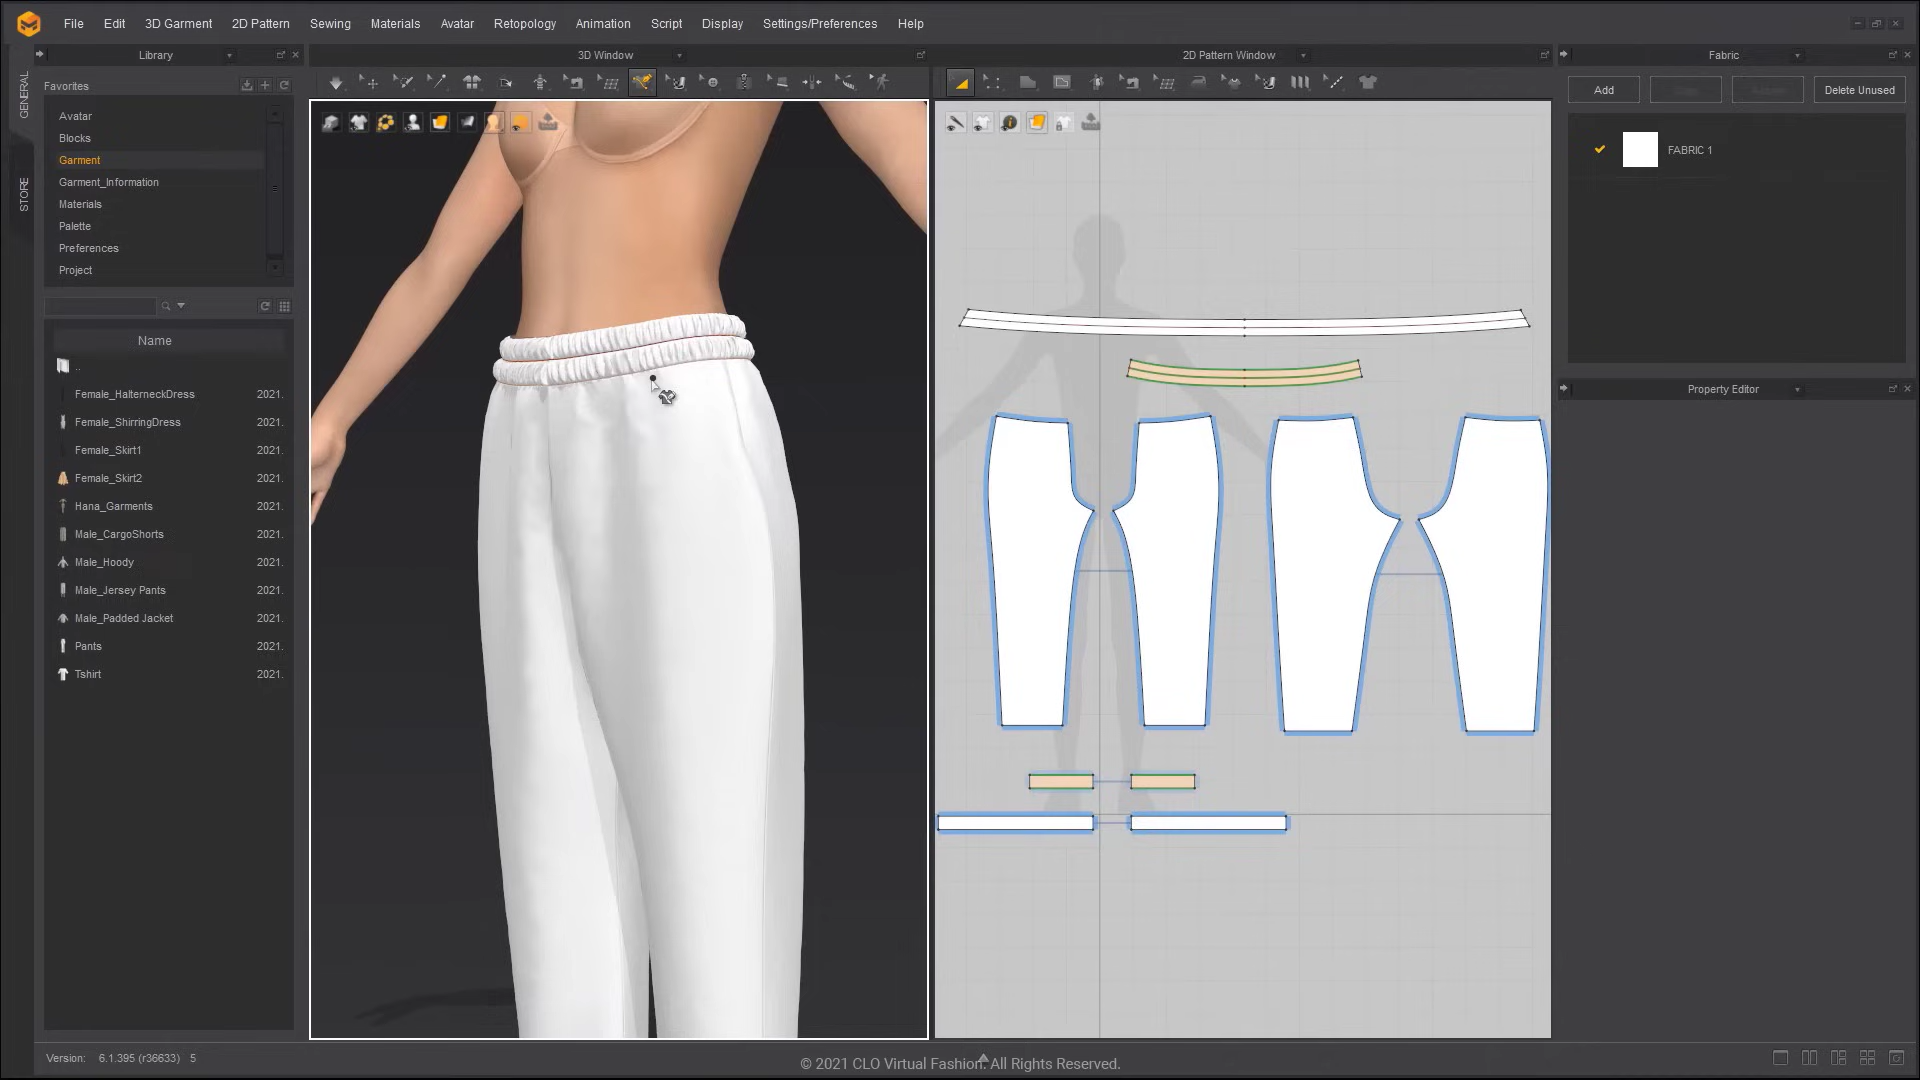 File Edit 3D Garment 2D Pattern Sewing Materials Avatar Retopology Animation Script Display Settings/Preferences Help
Library
3D Window
2D Pattern Window
Fabric
GENERAL
STORE
Favorites
Avatar
Blocks
Garment
Garment_Information
Materials
Palette
Preferences
Project
Name
..
Female_HalterneckDress 2021.
Female_ShirringDress 2021.
Female_Skirt1 2021.
Female_Skirt2 2021.
Hana_Garments 2021.
Male_CargoShorts 2021.
Male_Hoody 2021.
Male_Jersey Pants 2021.
Male_Padded Jacket 2021.
Pants 2021.
Tshirt 2021.
Add
Delete Unused
FABRIC 1
Property Editor
Version: 6.1.395 (r36633) 5
© 2021 CLO Virtual Fashion. All Rights Reserved.